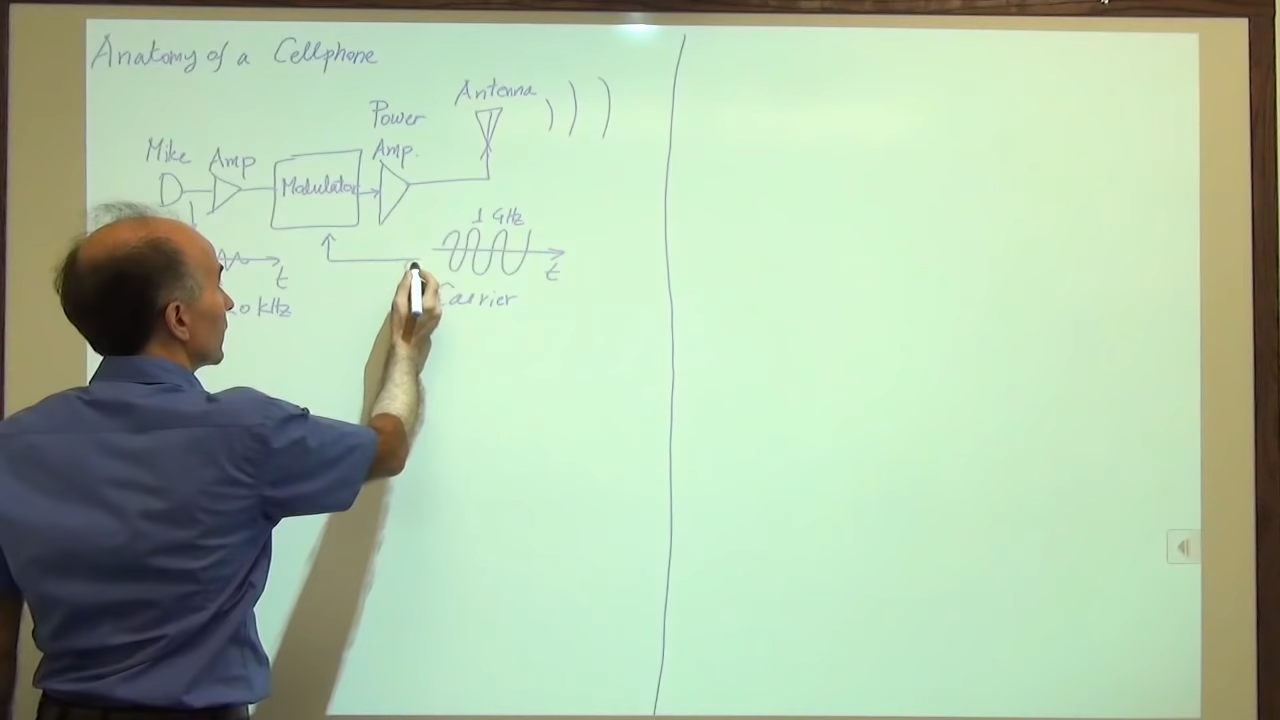 Anatomy of a Cellphone
Antenna
Power
Amp.
Mike
Amp
Modulator
1 GHz
t
t
Carrier
kHz